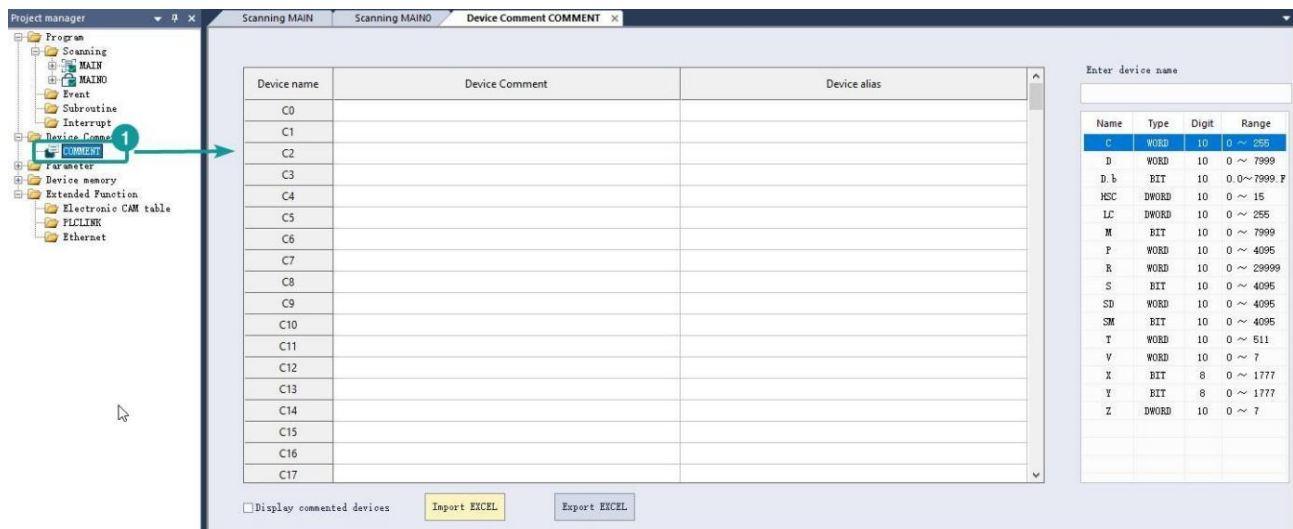 Project manager
Program
Scanning
MAIN
MAIN0
Event
Subroutine
Interrupt
Device Comme
1
COMMENT
Parameter
Device memory
Extended Function
Electronic CAM table
PLCLINK
Ethernet
Scanning MAIN Scanning MAIN0 Device Comment COMMENT
Device name Device Comment Device alias
C0
C1
C2
C3
C4
C5
C6
C7
C8
C9
C10
C11
C12
C13
C14
C15
C16
C17
Display commented devices Import EXCEL Export EXCEL
Enter device name
Name Type Digit Range
C WORD 10 0 ~ 255
D WORD 10 0 ~ 7999
D.b BIT 10 0.0~7999.F
HSC DWORD 10 0 ~ 15
LC DWORD 10 0 ~ 255
M BIT 10 0 ~ 7999
P WORD 10 0 ~ 4095
R WORD 10 0 ~ 29999
S BIT 10 0 ~ 4095
SD WORD 10 0 ~ 4095
SM BIT 10 0 ~ 4095
T WORD 10 0 ~ 511
V WORD 10 0 ~ 7
X BIT 8 0 ~ 1777
Y BIT 8 0 ~ 1777
Z DWORD 10 0 ~ 7